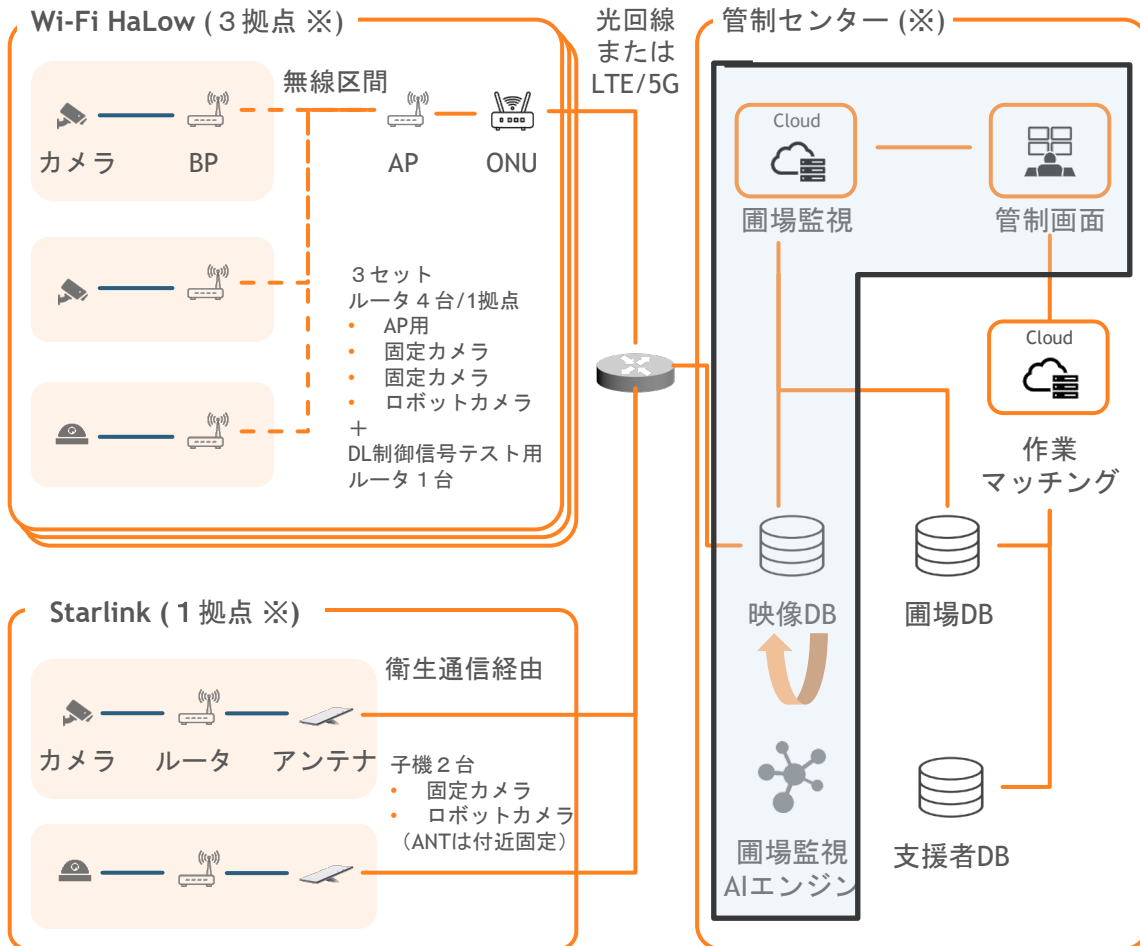 Wi-Fi HaLow (３拠点 ※)
無線区間
カメラ
BP
AP
ONU
３セット
ルータ４台/1拠点
• AP用
• 固定カメラ
• 固定カメラ
• ロボットカメラ
＋
DL制御信号テスト用
ルータ１台
光回線
または
LTE/5G
Starlink (１拠点 ※)
衛生通信経由
カメラ
ルータ
アンテナ
子機２台
• 固定カメラ
• ロボットカメラ
（ANTは付近固定）
管制センター (※)
Cloud
圃場監視
管制画面
Cloud
作業
マッチング
映像DB
圃場DB
圃場監視
AIエンジン
支援者DB